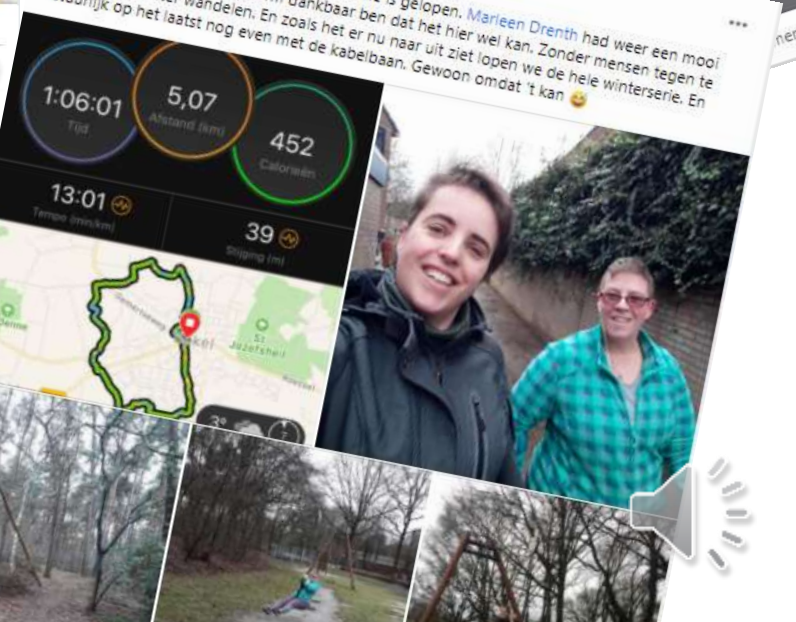 dankbaar ben dat het hier wel kan. Zonder mensen tegen te
is gelopen. Marieen Drenth had weer een mooi
wandelen. En zoals het er nu naar uit ziet lopen we de hele winterserie. En
op het laatst nog even met de kabelbaan. Gewoon omdat 't kan
1:06:01
Tijd
5,07
Afstand (km)
452
Calorieën
13:01
Tempo (min/km)
39
Stijging (m)
St.
Jozefsheil
3°